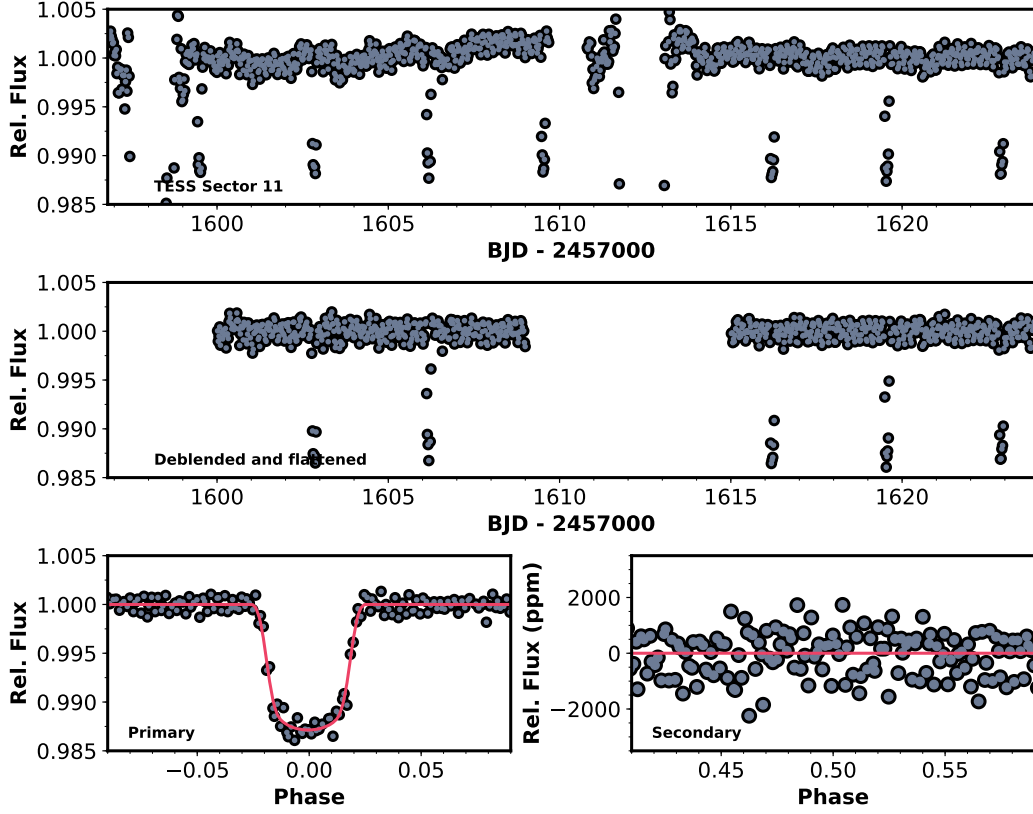 1.005
1.000
0.995
0.990
0.985
Rel. Flux
TESS Sector 11
1600 1605 1610 1615 1620
BJD - 2457000
1.005
1.000
0.995
0.990
0.985
Rel. Flux
Deblended and flattened
1600 1605 1610 1615 1620
BJD - 2457000
1.005
1.000
0.995
0.990
0.985
Rel. Flux
Primary
−0.05 0.00 0.05
Phase
2000
0
−2000
Rel. Flux (ppm)
Secondary
0.45 0.50 0.55
Phase